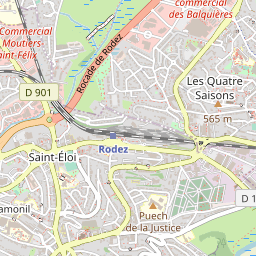 commercial
des Balquières
Commercial
Moutiers
Saint-Félix
Rocade de Rodez
D 901
Les Quatre
Saisons
565 m
Saint-Éloi
Rodez
D 1
Puech
de la Justice
amonil